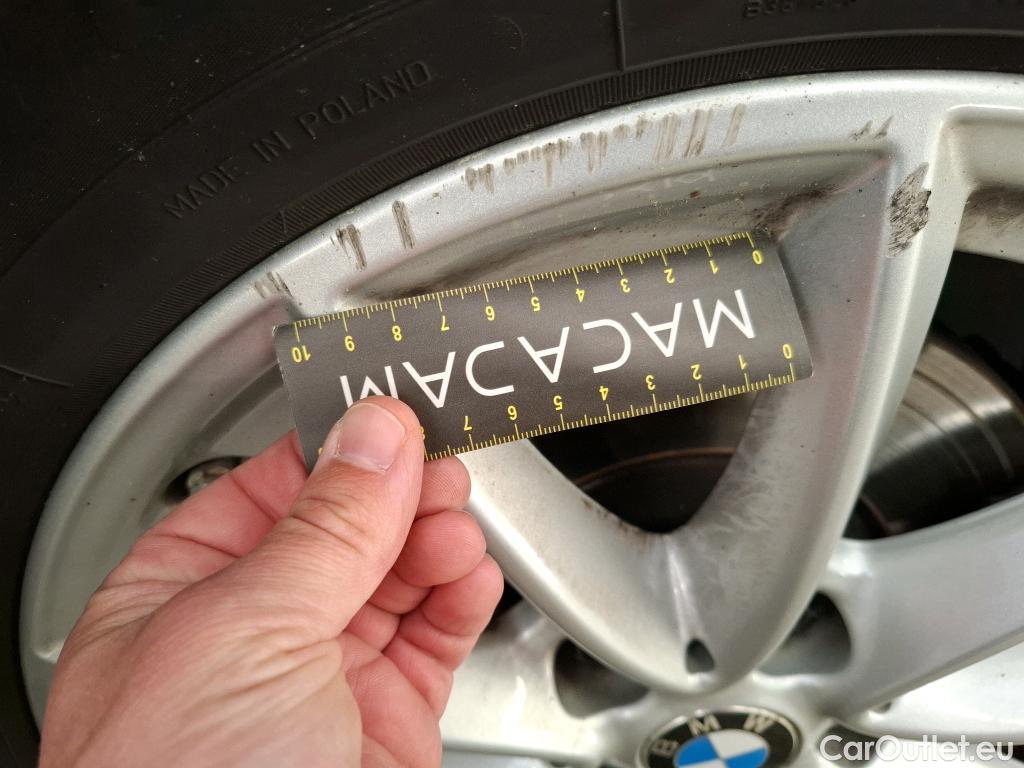 MADE IN POLAND
0 1 2 3 4 5 6 7 8 9 10
MACADAM MACADAM
0 1 2 3 4 5 6 7
BMW
CarOutlet.eu